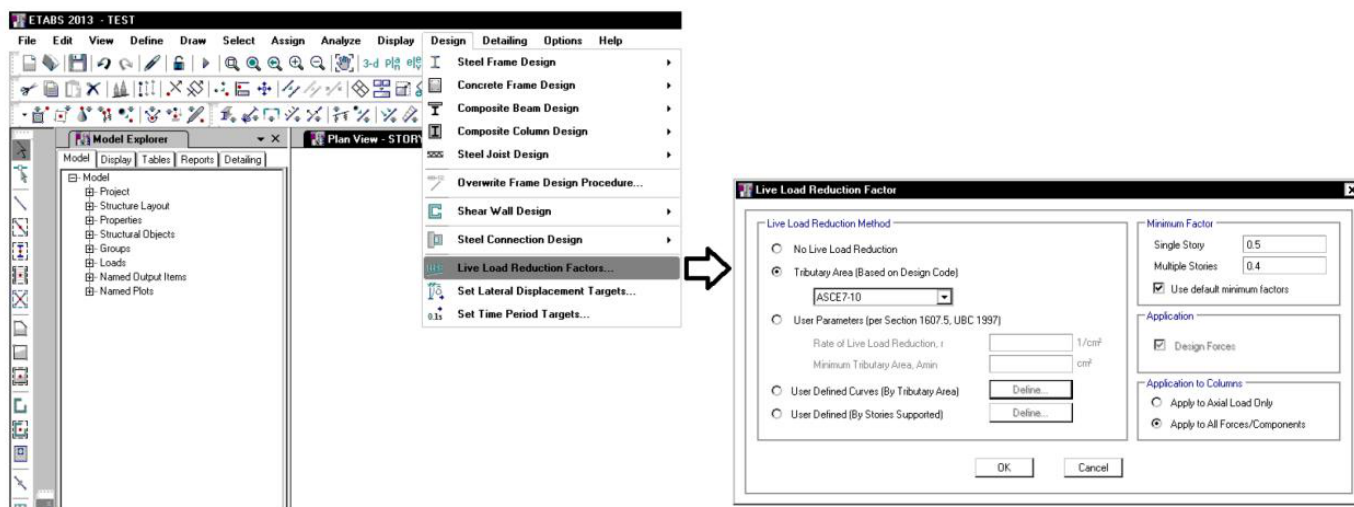 ETABS 2013 - TEST
File Edit View Define Draw Select Assign Analyze Display Design Detailing Options Help
3-d
Model Explorer
Plan View - STORY
Model Display Tables Reports Detailing
Model
Project
Structure Layout
Properties
Structural Objects
Groups
Loads
Named Output Items
Named Plots
Steel Frame Design
Concrete Frame Design
Composite Beam Design
Composite Column Design
Steel Joist Design
Overwrite Frame Design Procedure...
Shear Wall Design
Steel Connection Design
Live Load Reduction Factors...
Set Lateral Displacement Targets...
0.1s Set Time Period Targets...
Live Load Reduction Factor
Live Load Reduction Method
No Live Load Reduction
Tributary Area (Based on Design Code)
ASCE7-10
User Parameters (per Section 1607.5, UBC 1997)
Rate of Live Load Reduction, r 1/cm²
Minimum Tributary Area, Amin cm²
User Defined Curves (By Tributary Area) Define...
User Defined (By Stories Supported) Define...
Minimum Factor
Single Story 0.5
Multiple Stories 0.4
Use default minimum factors
Application
Design Forces
Application to Columns
Apply to Axial Load Only
Apply to All Forces/Components
OK Cancel